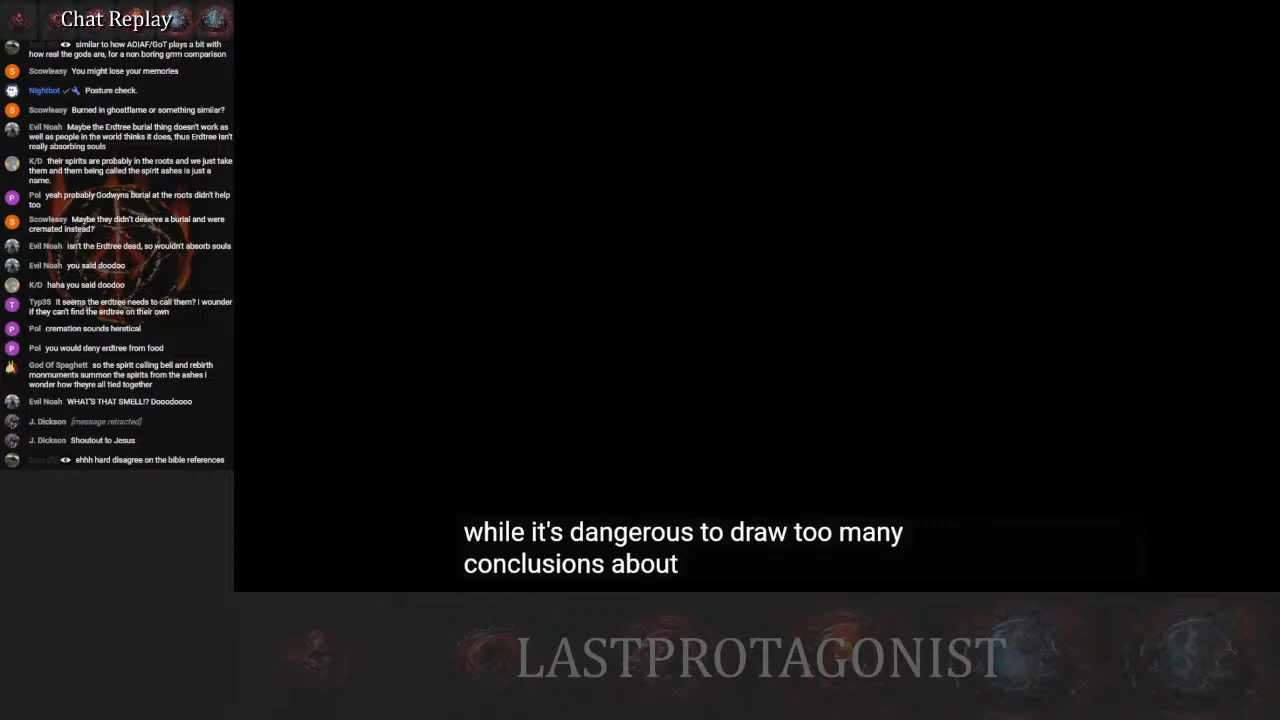 Chat Replay
similar to how AOIAF/GoT plays a bit with
how real the gods are, for a non boring grrm comparison
Scowleasy You might lose your memories
Nightbot Posture check.
Scowleasy Burned in ghostflame or something similar?
Evil Noah Maybe the Erdtree burial thing doesn't work as
well as people in the world thinks it does, thus Erdtree isn't
really absorbing souls
K/D their spirits are probably in the roots and we just take
them and them being called the spirit ashes is just a
name.
Pol yeah probably Godwyns burial at the roots didn't help
too
Scowleasy Maybe they didn't deserve a burial and were
cremated instead?
Evil Noah Isn't the Erdtree dead, so wouldn't absorb souls
Evil Noah you said doodoo
K/D haha you said doodoo
Typ35 It seems the erdtree needs to call them? I wonder
if they can't find the erdtree on their own
Pol cremation sounds heretical
Pol you would deny erdtree from food
God Of Spaghett so the spirit calling bell and rebirth
monmuments summon the spirits from the ashes i
wonder how theyre all tied together
Evil Noah WHAT'S THAT SMELL!? Dooodoooo
J. Dickson [message retracted]
J. Dickson Shoutout to Jesus
ehhh hard disagree on the bible references
while it's dangerous to draw too many
conclusions about
LASTPROTAGONIST